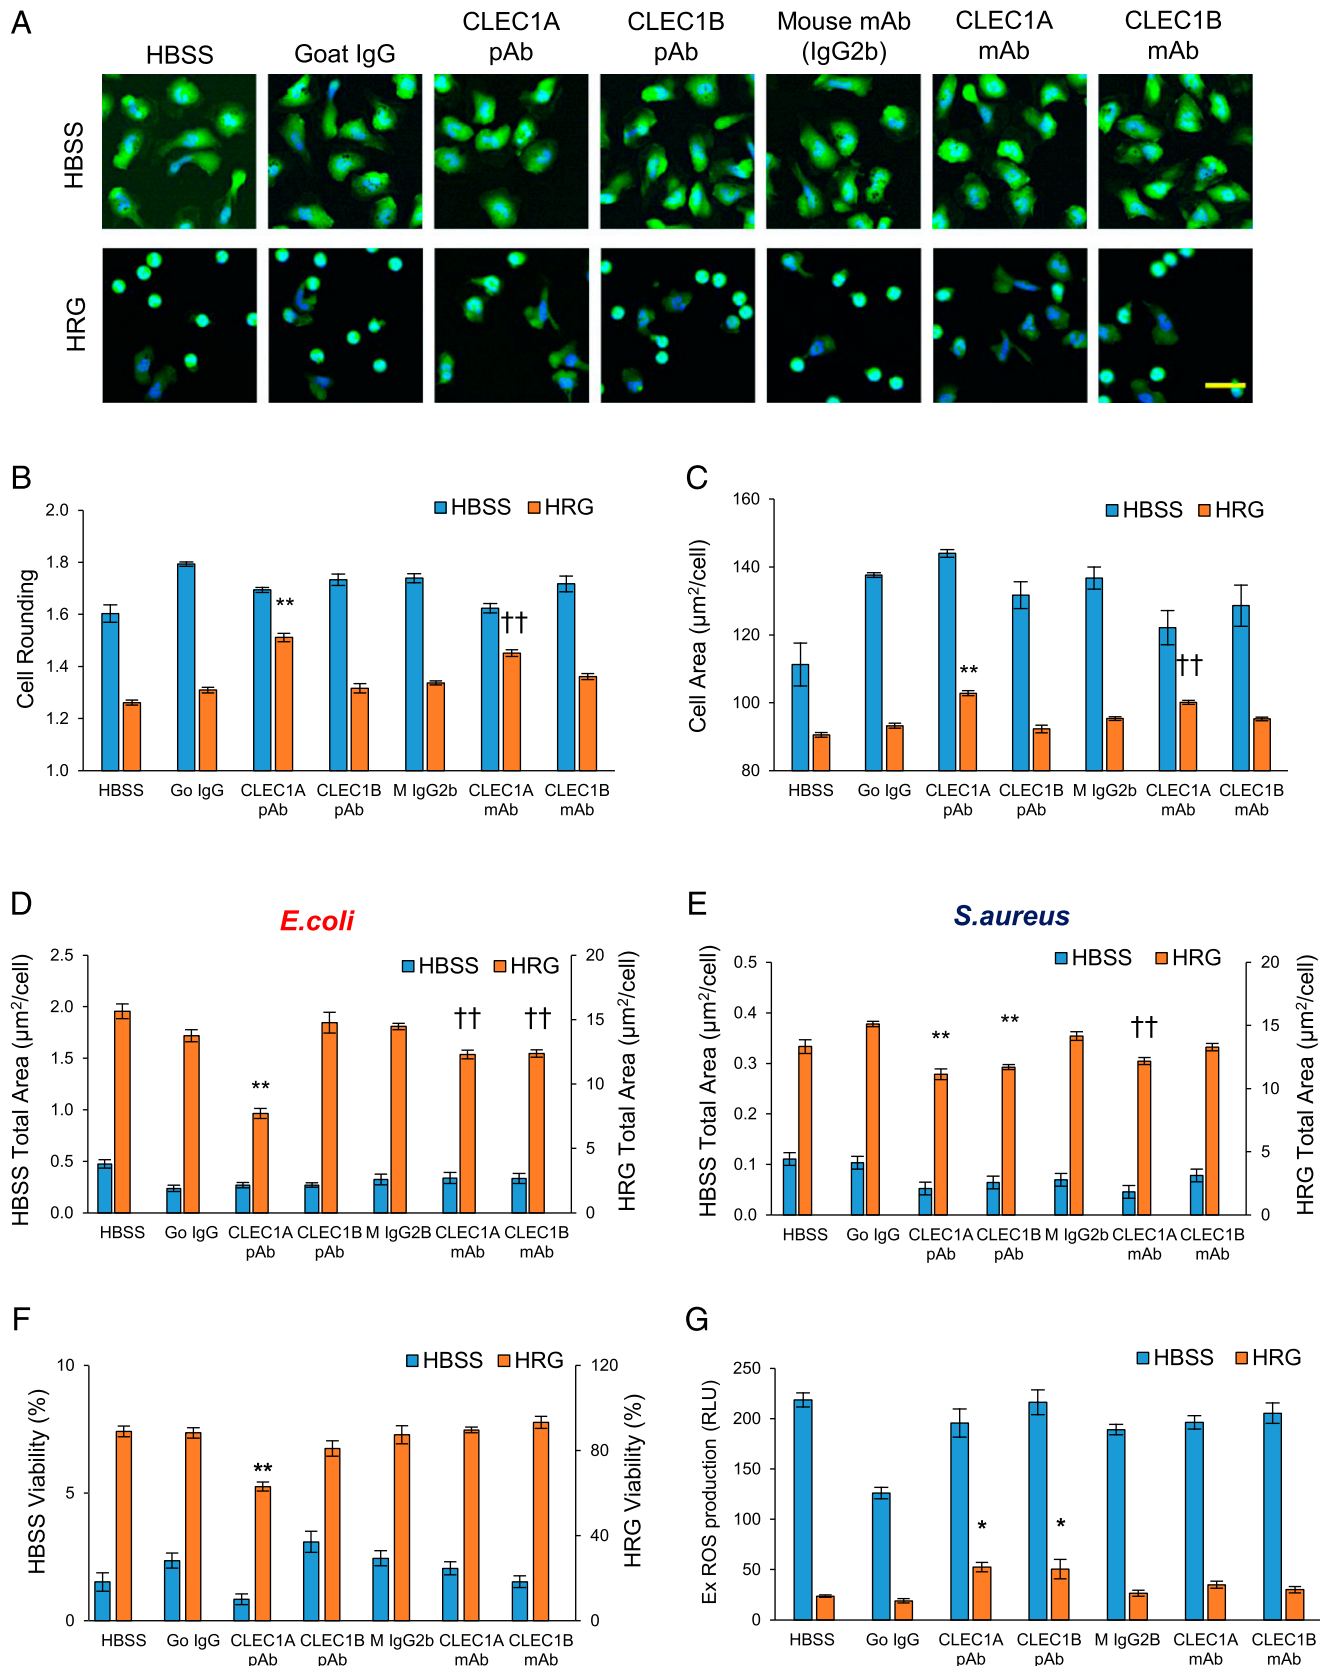 A
HBSS
Goat IgG
CLEC1A
pAb
CLEC1B
pAb
Mouse mAb
(IgG2b)
CLEC1A
mAb
CLEC1B
mAb
HBSS
HRG
B
HBSS HRG
Cell Rounding
2.0
1.8
1.6
1.4
1.2
1.0
**
††
HBSS Go IgG CLEC1A CLEC1B M IgG2b CLEC1A CLEC1B
pAb pAb mAb mAb
C
HBSS HRG
Cell Area (µm²/cell)
160
140
120
100
80
**
††
HBSS Go IgG CLEC1A CLEC1B M IgG2b CLEC1A CLEC1B
pAb pAb mAb mAb
D
E.coli
HBSS HRG
HBSS Total Area (µm²/cell)
2.5
2.0
1.5
1.0
0.5
0.0
**
†† ††
20
15
10
5
0
HRG Total Area (µm²/cell)
HBSS Go IgG CLEC1A CLEC1B M IgG2B CLEC1A CLEC1B
pAb pAb mAb mAb
E
S.aureus
HBSS HRG
HBSS Total Area (µm²/cell)
0.5
0.4
0.3
0.2
0.1
0.0
** ** ††
20
15
10
5
0
HRG Total Area (µm²/cell)
HBSS Go IgG CLEC1A CLEC1B M IgG2b CLEC1A CLEC1B
pAb pAb mAb mAb
F
HBSS HRG
HBSS Viability (%)
10
5
0
**
120
80
40
0
HRG Viability (%)
HBSS Go IgG CLEC1A CLEC1B M IgG2b CLEC1A CLEC1B
pAb pAb mAb mAb
G
HBSS HRG
Ex ROS production (RLU)
250
200
150
100
50
0
* *
HBSS Go IgG CLEC1A CLEC1B M IgG2B CLEC1A CLEC1B
pAb pAb mAb mAb